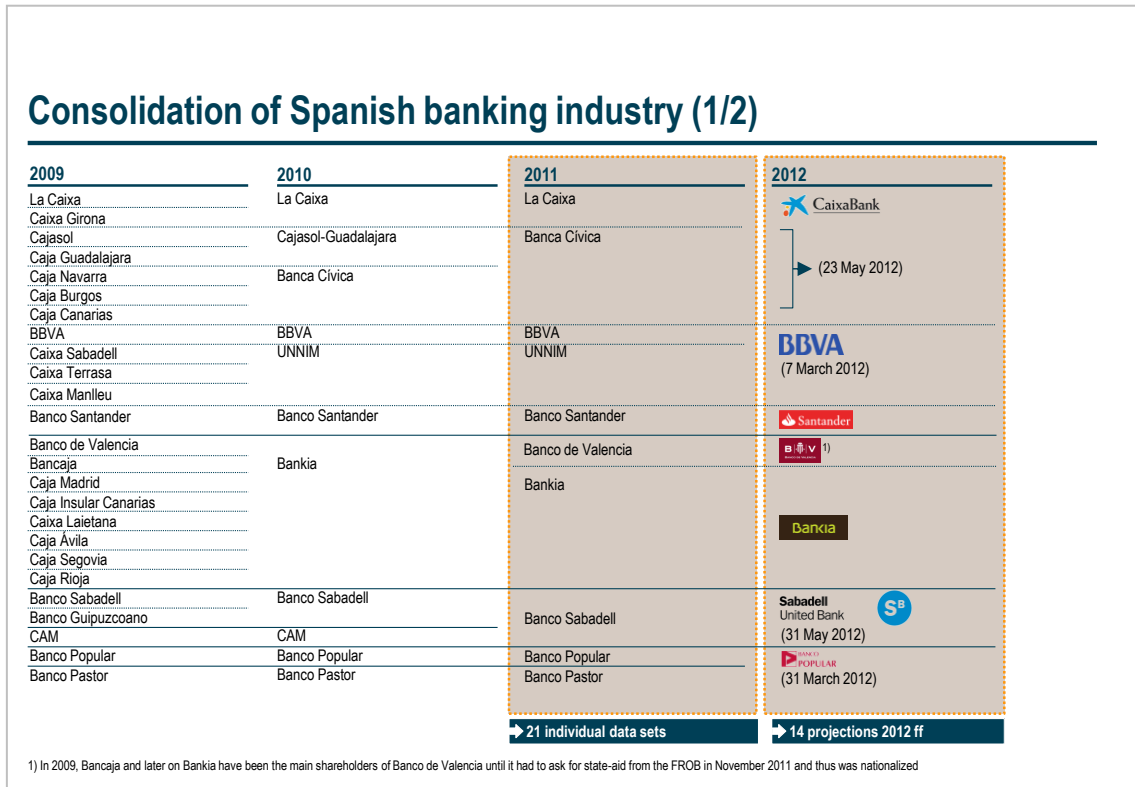 Consolidation of Spanish banking industry (1/2)
2009 2010 2011 2012
La Caixa La Caixa La Caixa CaixaBank
Caixa Girona
Cajasol Cajasol-Guadalajara Banca Cívica
Caja Guadalajara
(23 May 2012)
Caja Navarra Banca Cívica
Caja Burgos
Caja Canarias
BBVA BBVA BBVA BBVA
Caixa Sabadell UNNIM UNNIM
Caixa Terrasa (7 March 2012)
Caixa Manlleu
Banco Santander Banco Santander Banco Santander Santander
Banco de Valencia Banco de Valencia B V 1)
BANCO DE VALENCIA
Bancaja Bankia
Caja Madrid Bankia
Caja Insular Canarias
Caixa Laietana Bankia
Caja Ávila
Caja Segovia
Caja Rioja
Banco Sabadell Banco Sabadell Sabadell SB
United Bank
Banco Guipuzcoano Banco Sabadell
CAM CAM (31 May 2012)
Banco Popular Banco Popular Banco Popular BANCO
POPULAR
Banco Pastor Banco Pastor Banco Pastor (31 March 2012)
21 individual data sets 14 projections 2012 ff
1) In 2009, Bancaja and later on Bankia have been the main shareholders of Banco de Valencia until it had to ask for state-aid from the FROB in November 2011 and thus was nationalized